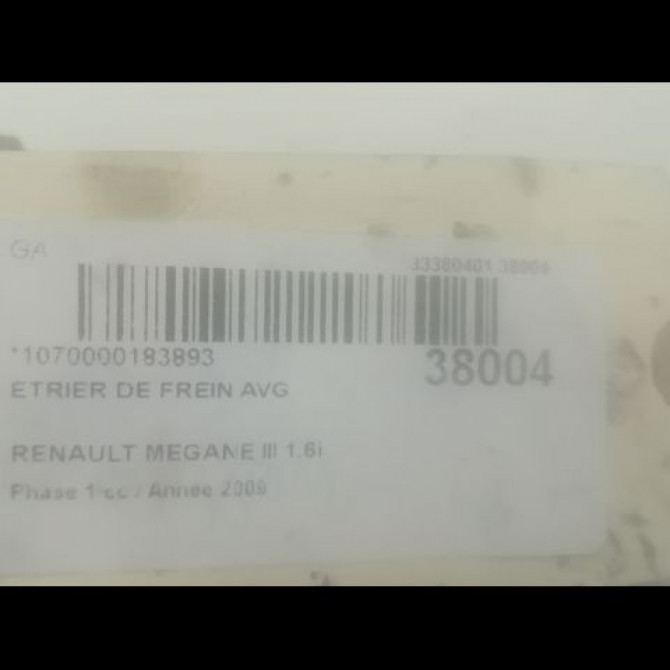 GA
33380401 38004
*1070000183893
38004
ETRIER DE FREIN AVG
RENAULT MEGANE III 1.6i
Phase 1 cc / Année 2009